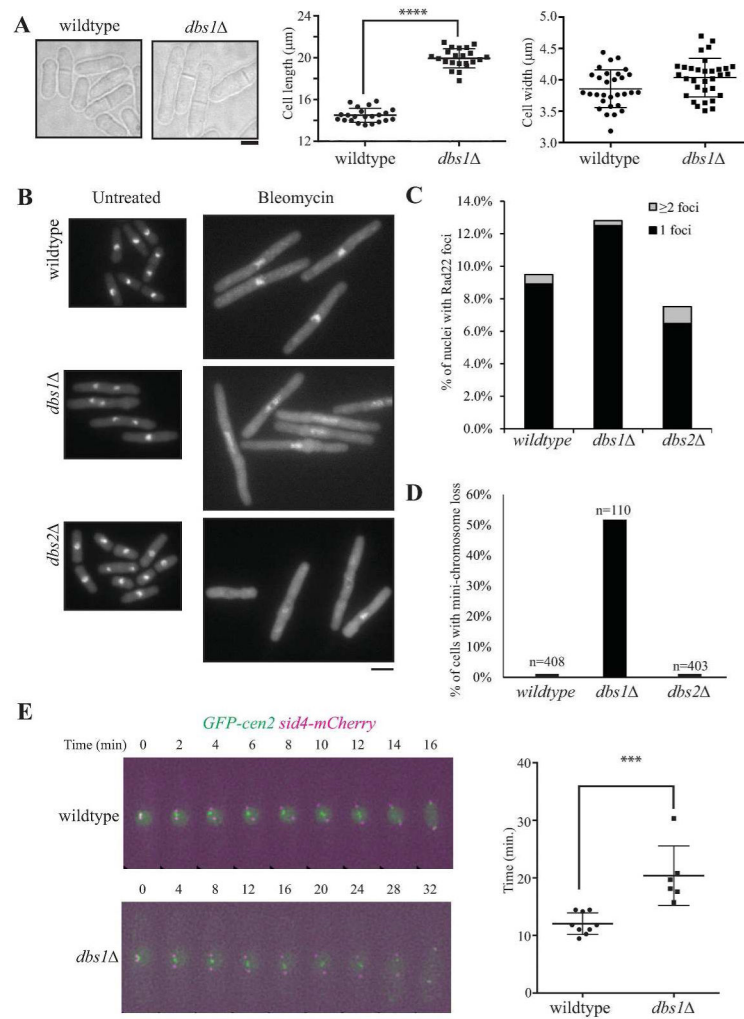 A
wildtype
dbs1Δ
Cell length (μm)
24
20
16
12
****
wildtype
dbs1Δ
Cell width (μm)
5.0
4.5
4.0
3.5
3.0
wildtype
dbs1Δ
B
Untreated
Bleomycin
wildtype
dbs1Δ
dbs2Δ
C
% of nuclei with Rad22 foci
14.0%
12.0%
10.0%
8.0%
6.0%
4.0%
2.0%
0.0%
≥2 foci
1 foci
wildtype
dbs1Δ
dbs2Δ
D
% of cells with mini-chromosome loss
60%
50%
40%
30%
20%
10%
0%
n=408
n=110
n=403
wildtype
dbs1Δ
dbs2Δ
E
GFP-cen2 sid4-mCherry
Time (min) 0 2 4 6 8 10 12 14 16
wildtype
0 4 8 12 16 20 24 28 32
dbs1Δ
Time (min.)
40
30
20
10
0
***
wildtype
dbs1Δ